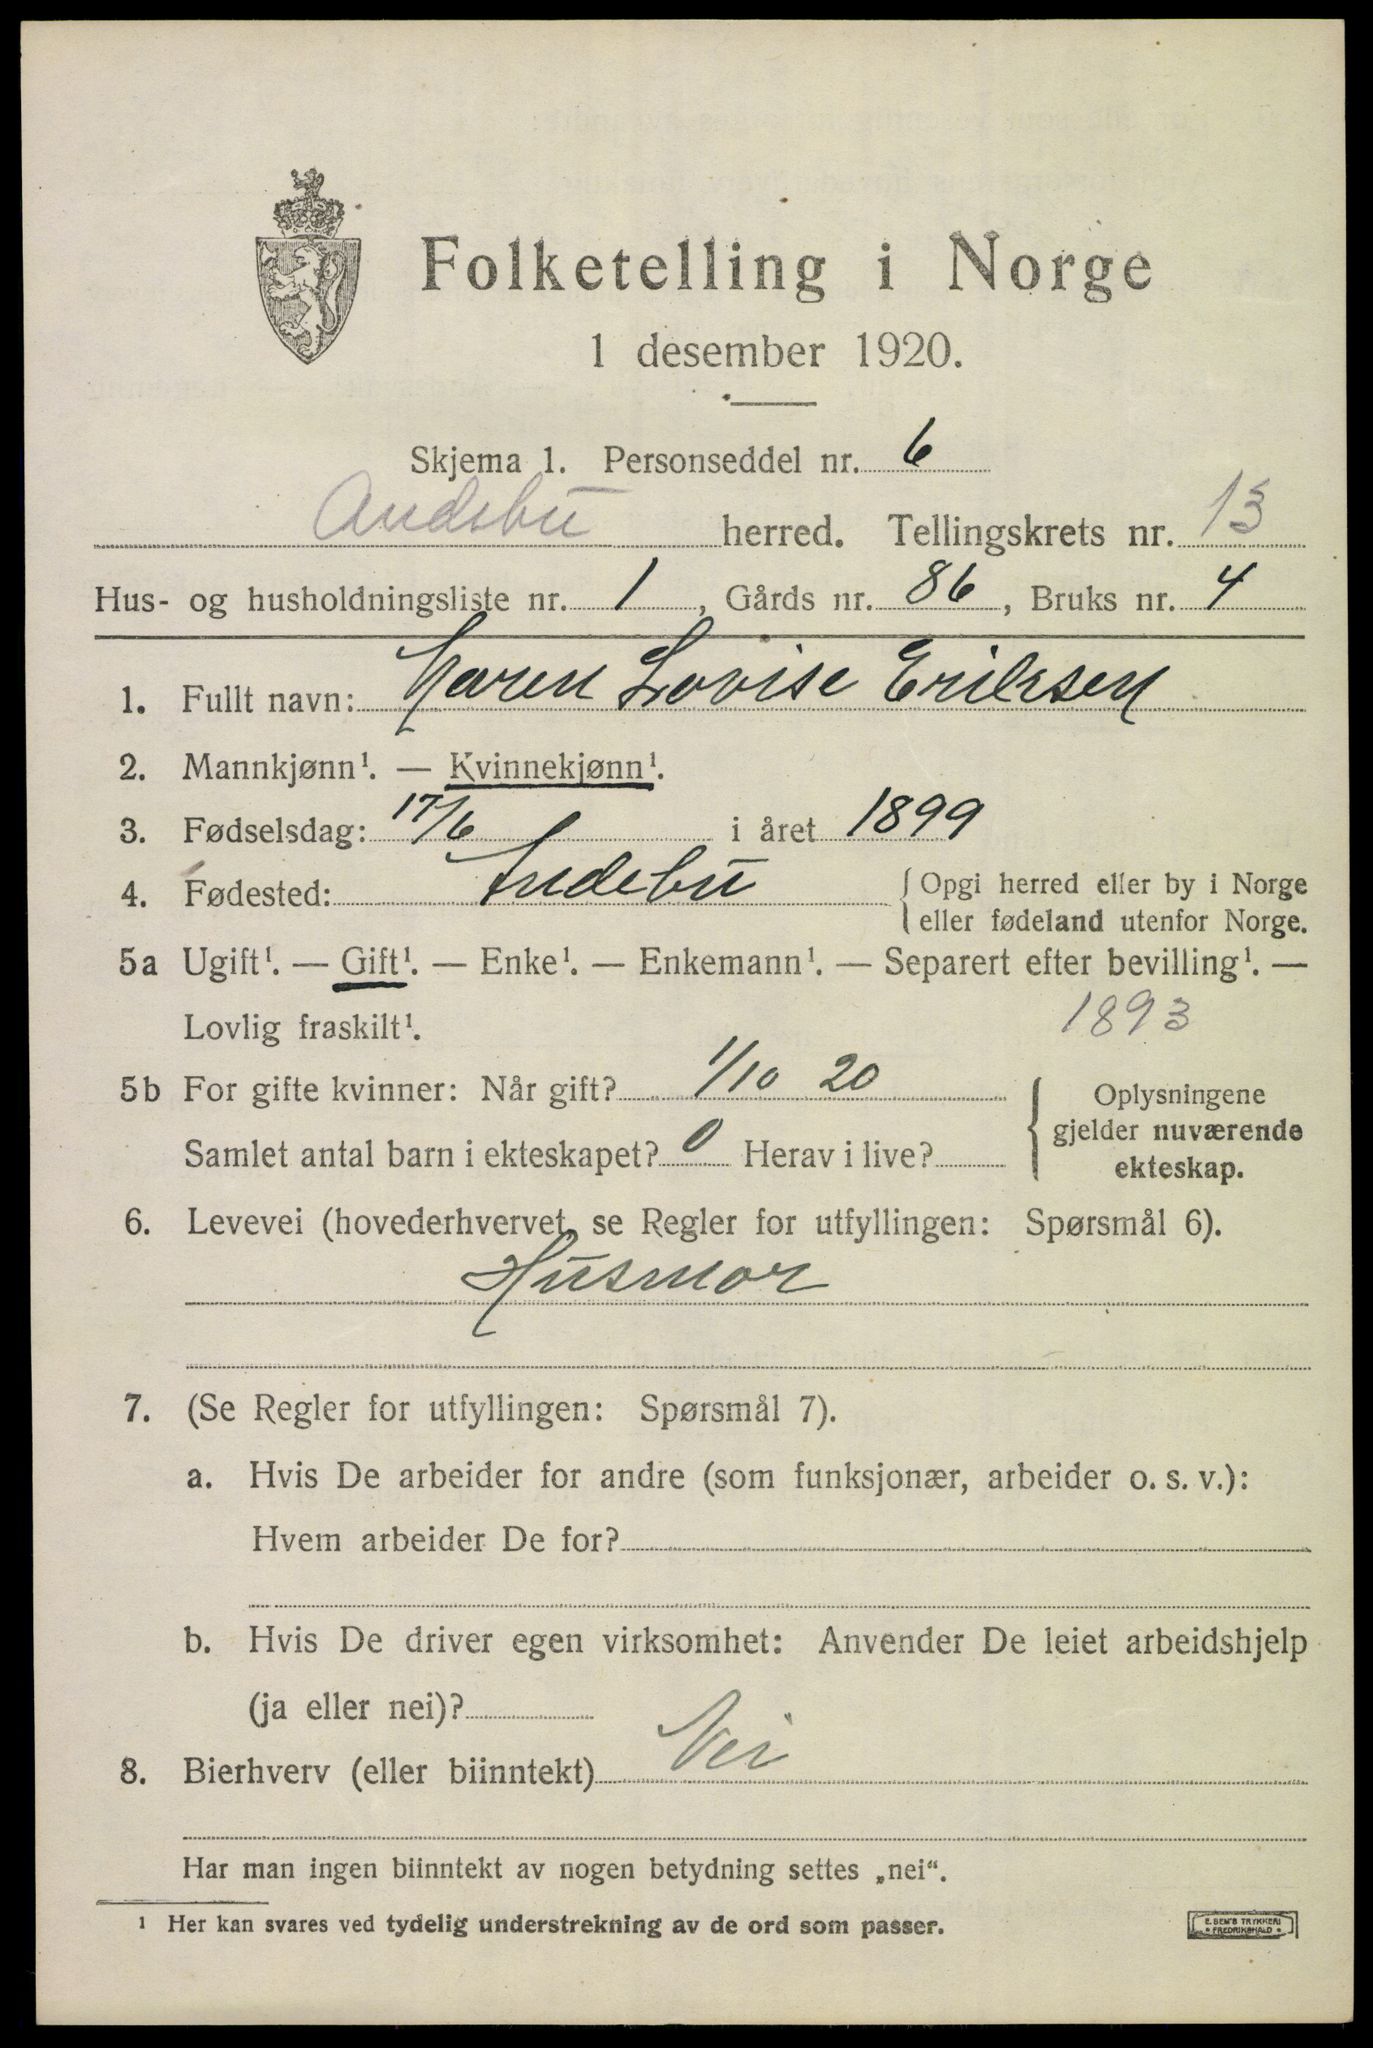 Folketelling i Norge
1 desember 1920.
Skjema 1. Personseddel nr. 6
Andebu herred. Tellingskrets nr. 13
Hus- og husholdningsliste nr. 1, Gårds nr. 86, Bruks nr. 4
1. Fullt navn: Maren Lovise Eriksen
2. Mannkjønn¹. — Kvinnekjønn¹.
3. Fødselsdag: 17/6 i året 1899
4. Fødested: Andebu { Opgi herred eller by i Norge
eller fødeland utenfor Norge.
5a Ugift¹. — Gift¹. — Enke¹. — Enkemann¹. — Separert efter bevilling¹. —
Lovlig fraskilt¹. 1893
5b For gifte kvinner: Når gift? 1/10 20
Samlet antal barn i ekteskapet? 0 Herav i live?
{ Oplysningene
gjelder nuværende
ekteskap.
6. Levevei (hovederhvervet, se Regler for utfyllingen: Spørsmål 6).
Husmor
7. (Se Regler for utfyllingen: Spørsmål 7).
a. Hvis De arbeider for andre (som funksjonær, arbeider o. s. v.):
Hvem arbeider De for?
b. Hvis De driver egen virksomhet: Anvender De leiet arbeidshjelp
(ja eller nei)?
8. Bierhverv (eller biinntekt) Nei
Har man ingen biinntekt av nogen betydning settes „nei“.
¹ Her kan svares ved tydelig understrekning av de ord som passer.
E. SEM'S TRYKKERI
FREDRIKSHALD